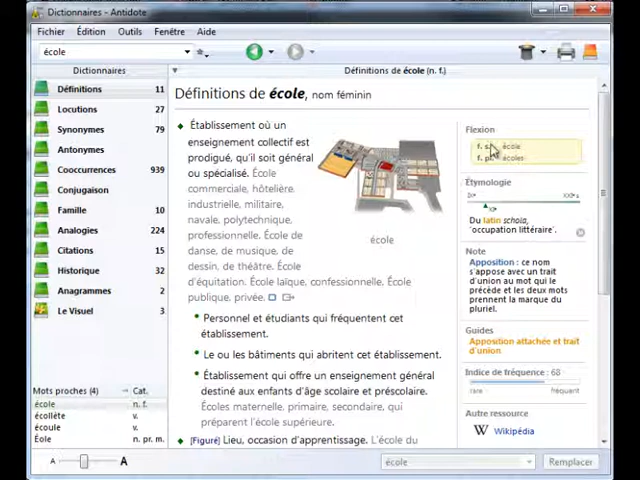 Dictionnaires - Antidote
Fichier Édition Outils Fenêtre Aide
école
Dictionnaires
Définitions de école (n. f.)
Définitions 11
Locutions 27
Synonymes 79
Antonymes
Cooccurrences 939
Conjugaison
Famille 10
Analogies 224
Citations 15
Historique 32
Anagrammes 2
Le Visuel 3
Mots proches (4) Cat.
école n. f.
écollète v.
écoule v.
Éole n. pr. m.
Définitions de école, nom féminin
Établissement où un
enseignement collectif est
prodigué, qu'il soit général
ou spécialisé. École
commerciale, hôtelière,
industrielle, militaire,
navale, polytechnique,
professionnelle. École de
danse, de musique, de
dessin, de théâtre. École
d'équitation. École laïque, confessionnelle. École
publique, privée.
école
Personnel et étudiants qui fréquentent cet
établissement.
Le ou les bâtiments qui abritent cet établissement.
Établissement qui offre un enseignement général
destiné aux enfants d'âge scolaire et préscolaire.
Écoles maternelle, primaire, secondaire, qui
préparent à l'école supérieure.
[Figuré] Lieu, occasion d'apprentissage. L'école du
Flexion
f. s. école
f. pl. écoles
Étymologie
Du latin schola,
'occupation littéraire'.
Note
Apposition : ce nom
s'appose avec un trait
d'union au mot qui le
précède et les deux mots
prennent la marque du
pluriel.
Guides
Apposition attachée et trait
d'union
Indice de fréquence : 68
rare fréquent
Autre ressource
W Wikipédia
A A
école
Remplacer